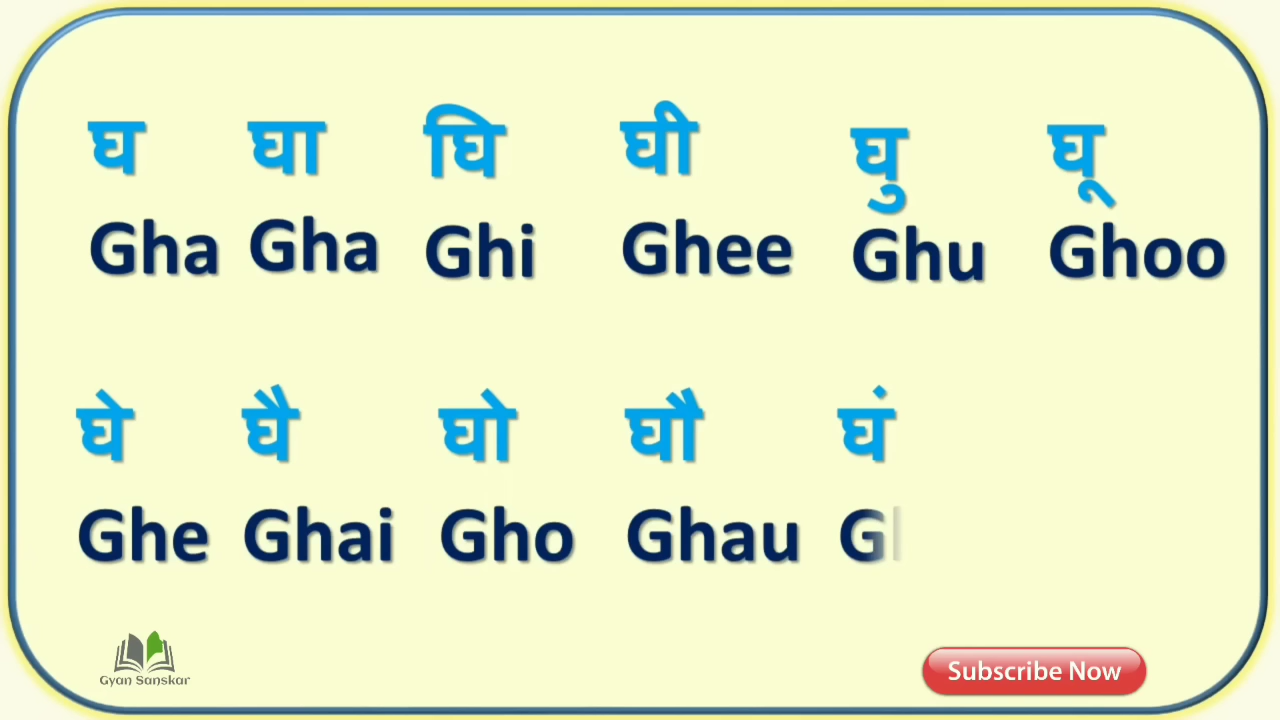 घ घा घि घी घु घू
Gha Gha Ghi Ghee Ghu Ghoo
घे घै घो घौ घं
Ghe Ghai Gho Ghau
Gyan Sanskar
Subscribe Now